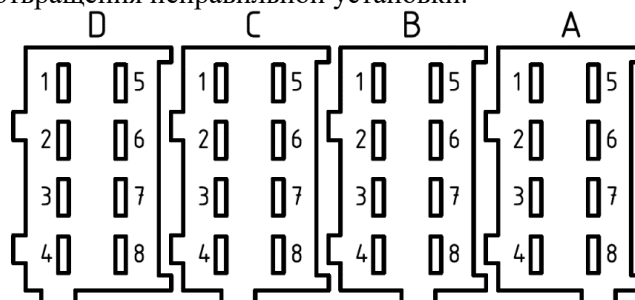 отвращения неправильной установки.
D C B A
1 5 1 5 1 5 1 5
2 6 2 6 2 6 2 6
3 7 3 7 3 7 3 7
4 8 4 8 4 8 4 8